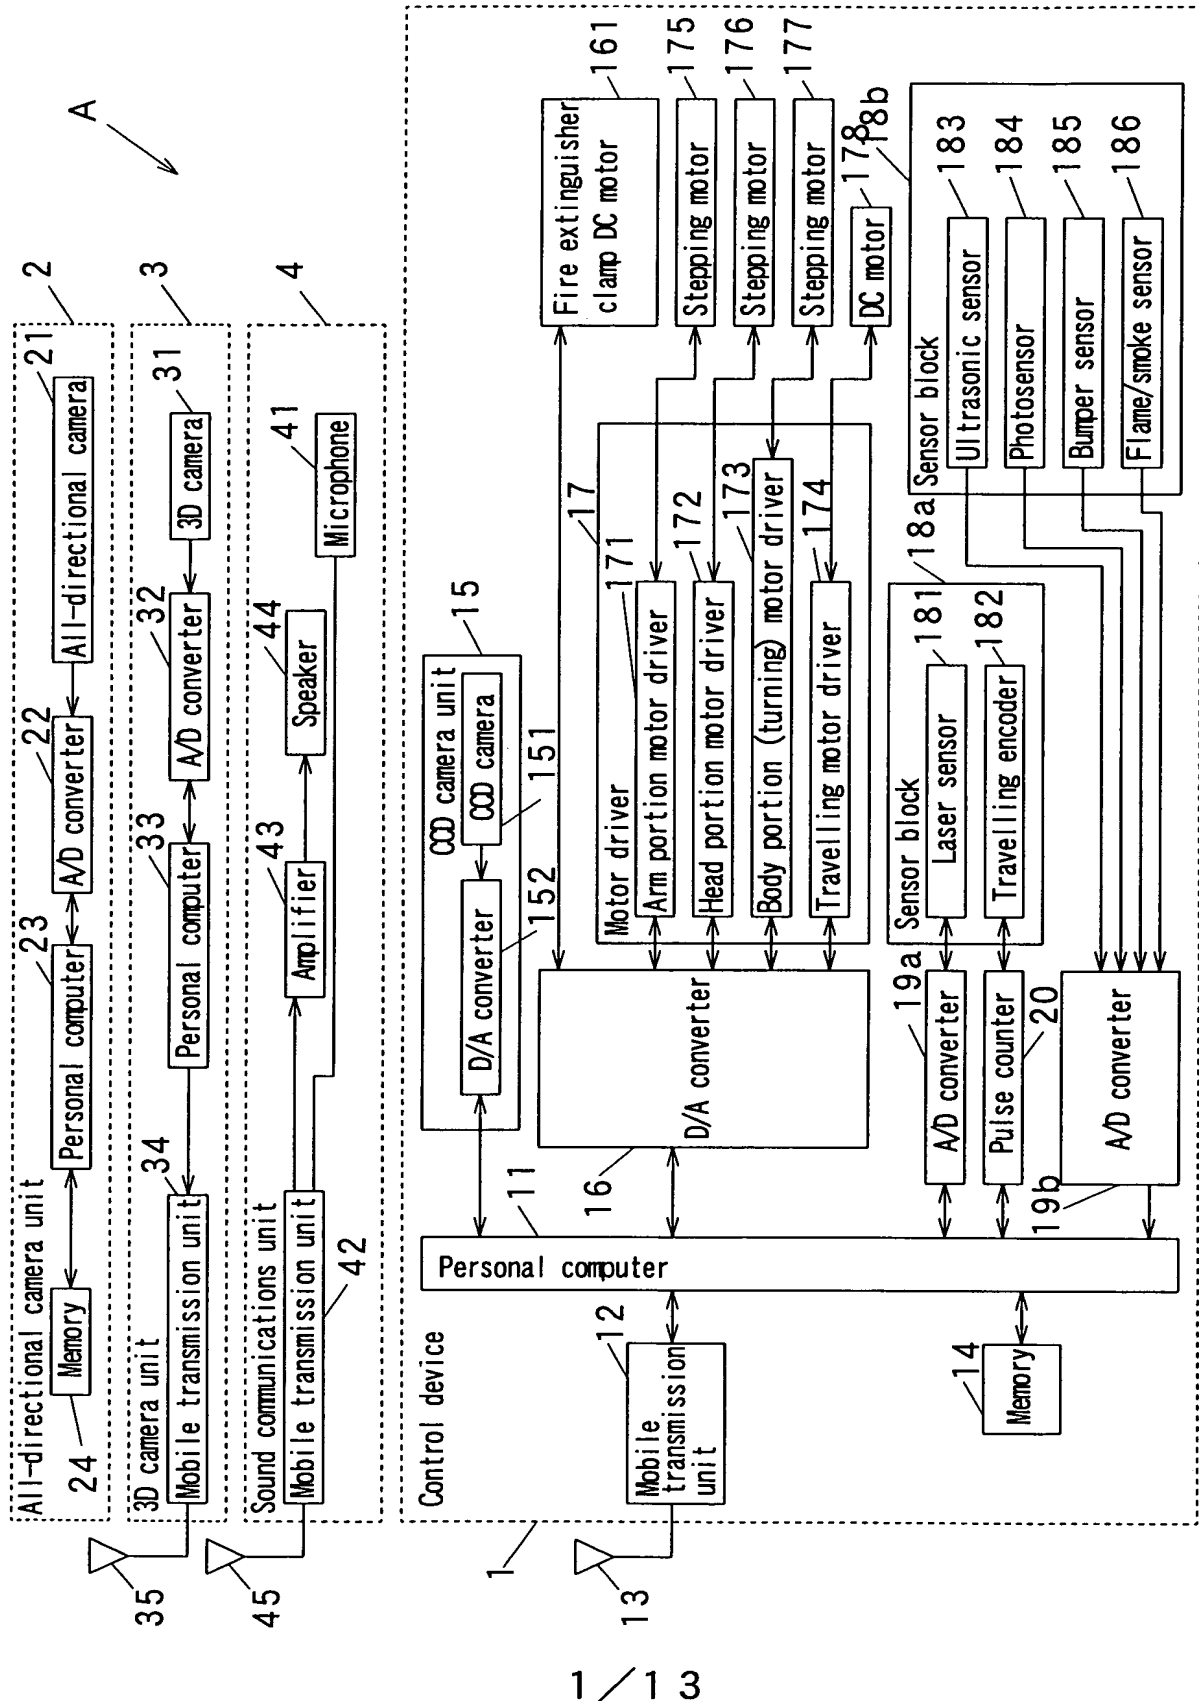 A
2
All-directional camera unit
24
Memory
23
Personal computer
22
A/D converter
21
All-directional camera
3
3D camera unit
35
34
Mobile transmission unit
33
Personal computer
32
A/D converter
31
3D camera
4
Sound communications unit
45
Mobile transmission unit
42
43
Amplifier
44
Speaker
41
Microphone
1
Control device
13
12
Mobile
transmission
unit
14
Memory
11
Personal computer
15
CCD camera unit
152
D/A converter
151
CCD camera
16
D/A converter
161
Fire extinguisher
clamp DC motor
17
Motor driver
171
Arm portion motor driver
172
Head portion motor driver
173
Body portion (turning) motor driver
174
Travelling motor driver
175
Stepping motor
176
Stepping motor
177
Stepping motor
178
DC motor
18a
Sensor block
181
Laser sensor
182
Travelling encoder
19a
A/D converter
20
Pulse counter
19b
A/D converter
18b
Sensor block
183
Ultrasonic sensor
184
Photosensor
185
Bumper sensor
186
Flame/smoke sensor
1/13